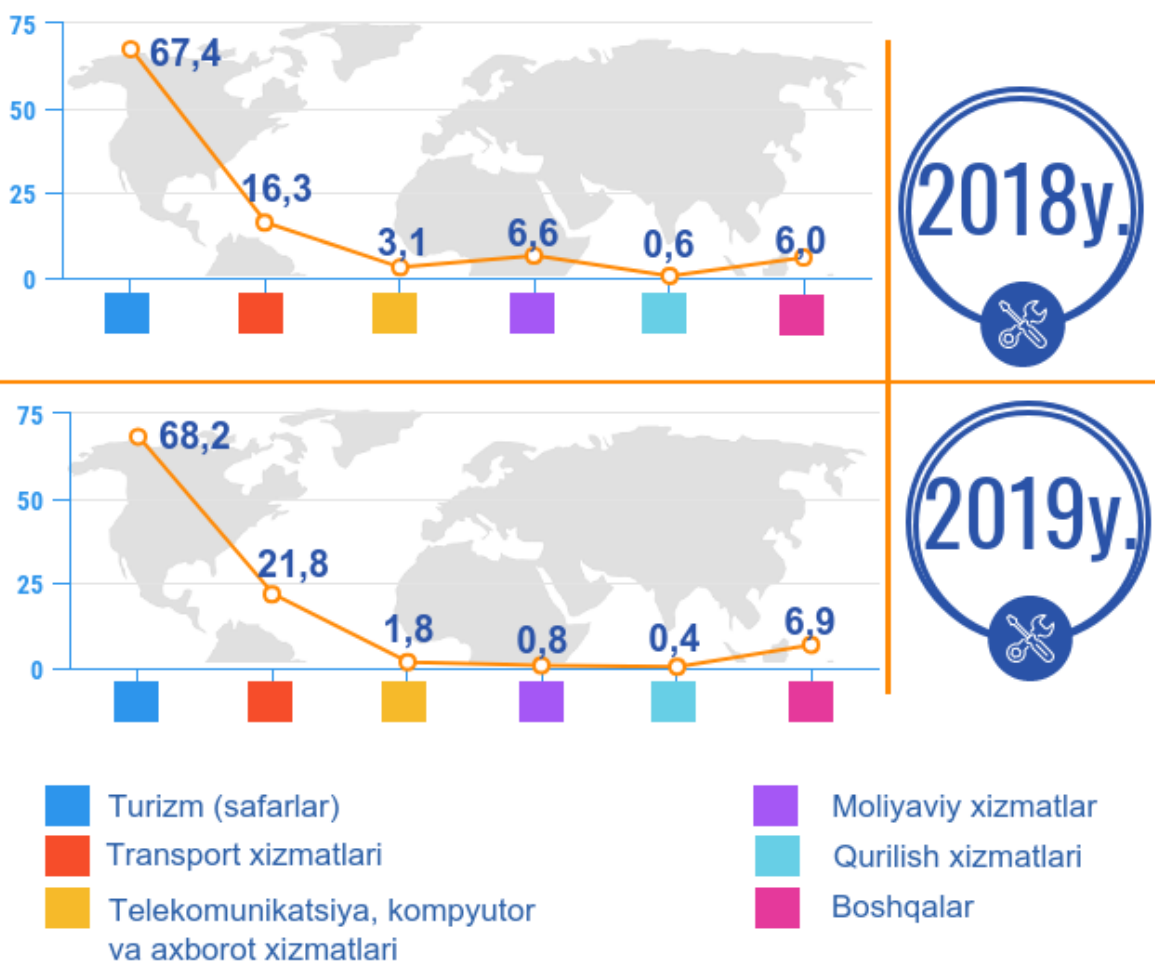 75
67,4
50
25
16,3
3,1
6,6
0,6
6,0
0
2018y.
75
68,2
50
25
21,8
1,8
0,8
0,4
6,9
0
2019y.
Turizm (safarlar)
Transport xizmatlari
Telekomunikatsiya, kompyutor
va axborot xizmatlari
Moliyaviy xizmatlar
Qurilish xizmatlari
Boshqalar